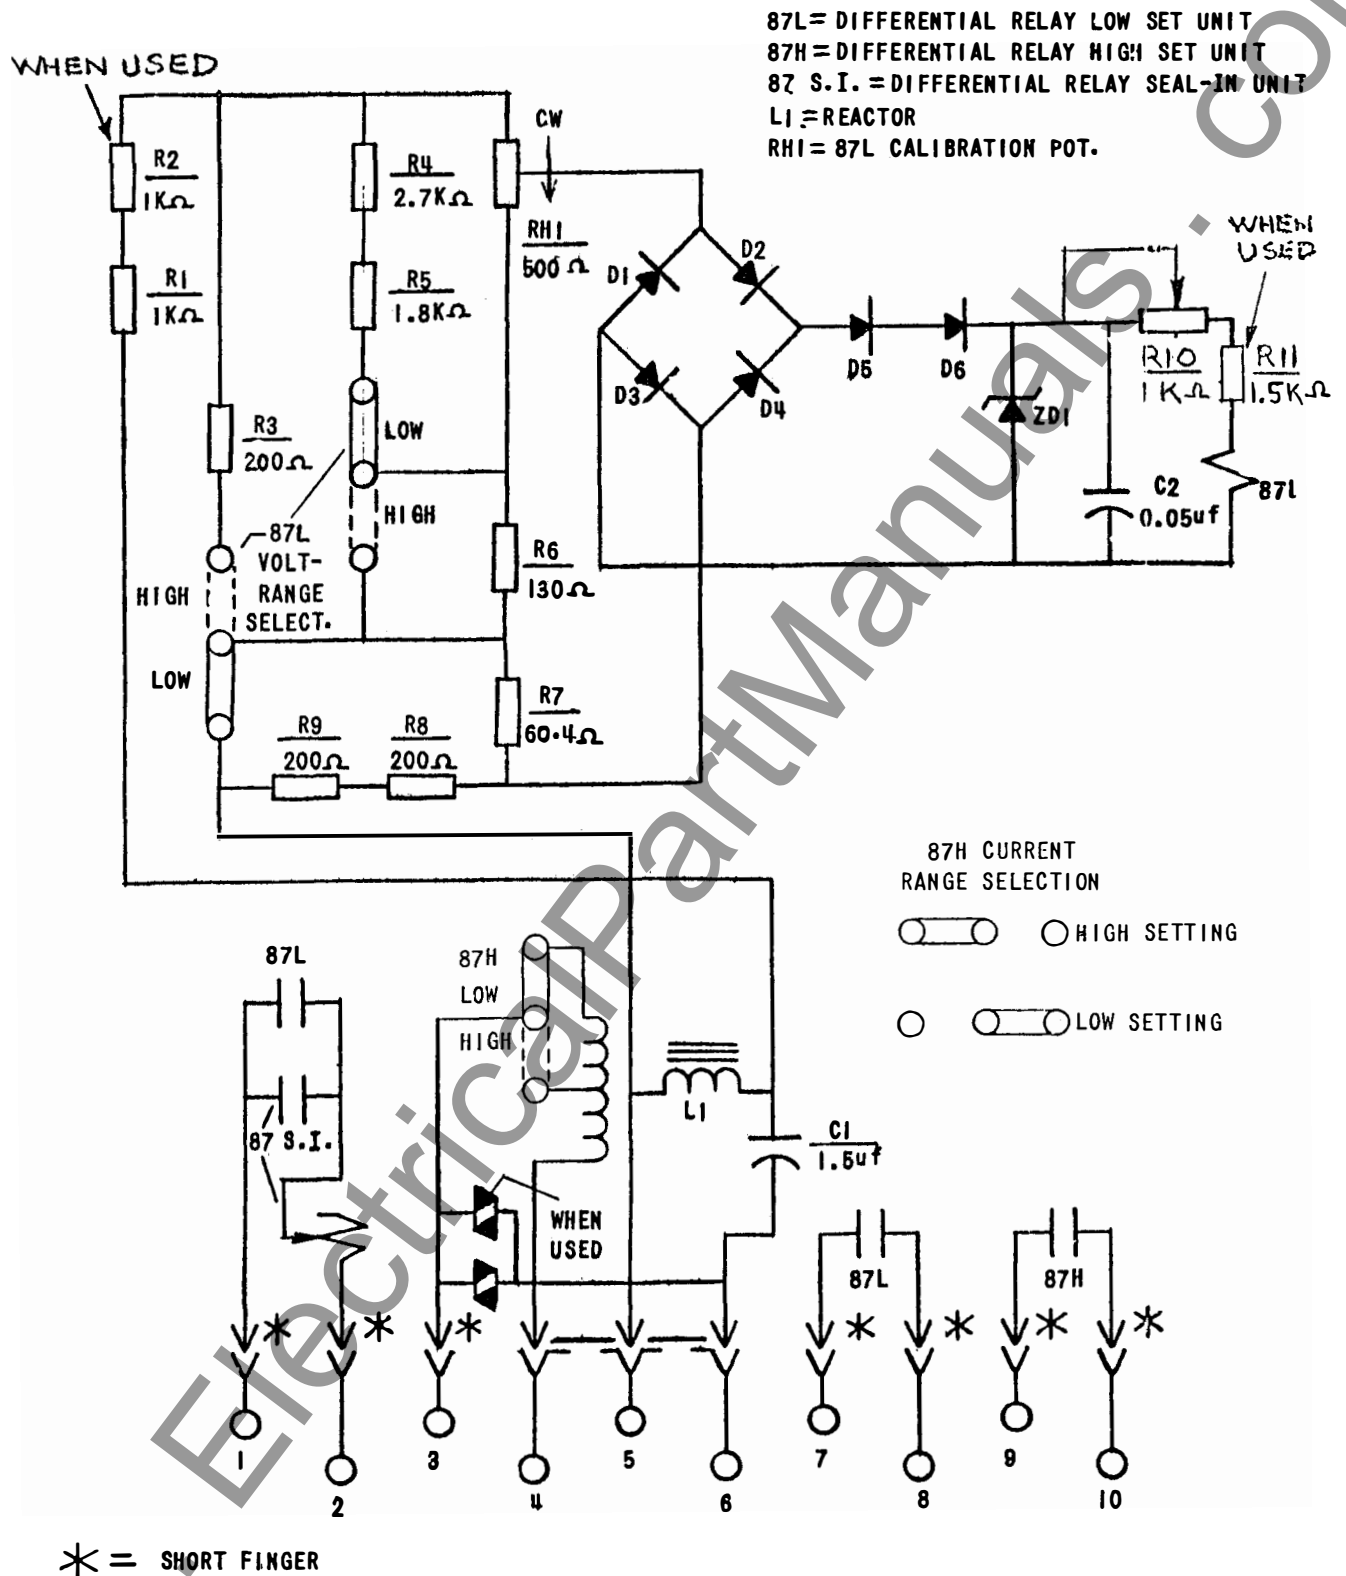 87L= DIFFERENTIAL RELAY LOW SET UNIT
87H= DIFFERENTIAL RELAY HIGH SET UNIT
87 S.I. = DIFFERENTIAL RELAY SEAL-IN UNIT
L1 = REACTOR
RH1= 87L CALIBRATION POT.
WHEN USED
R2
1KΩ
R1
1KΩ
R4
2.7KΩ
R5
1.8KΩ
CW
RH1
500Ω
D1
D2
D3
D4
D5
D6
ZD1
WHEN
USED
R10
1KΩ
R11
1.5KΩ
C2
0.05uf
87L
R3
200Ω
LOW
HIGH
87L
VOLT-
RANGE
SELECT.
HIGH
LOW
R6
130Ω
R7
60.4Ω
R9
200Ω
R8
200Ω
87H CURRENT
RANGE SELECTION
HIGH SETTING
LOW SETTING
87L
87 S.I.
87H
LOW
HIGH
L1
C1
1.5uf
WHEN
USED
87L
87H
* * * * * * *
1
2
3
4
5
6
7
8
9
10
* = SHORT FINGER
ElectricalPartManuals.com